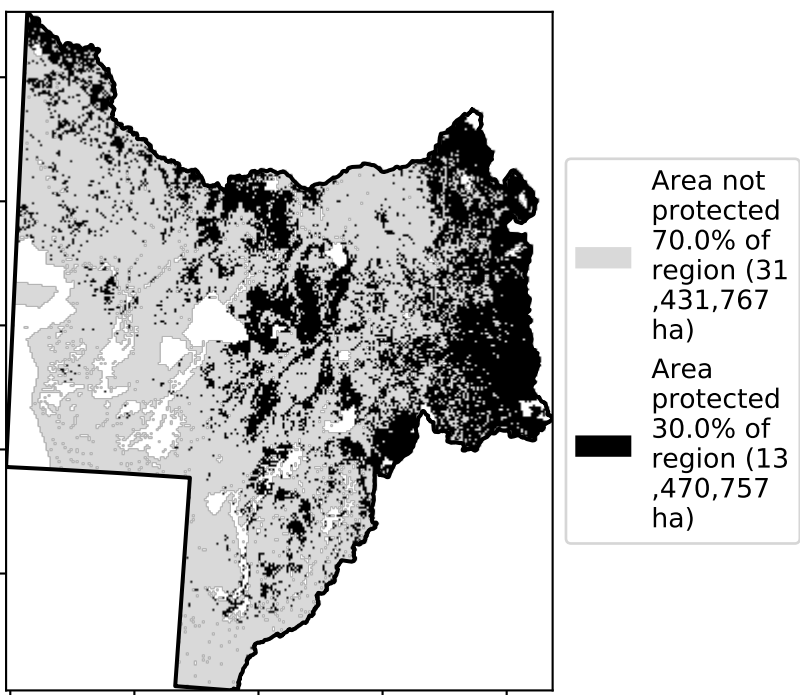 Area not
protected
70.0% of
region (31
,431,767
ha)
Area
protected
30.0% of
region (13
,470,757
ha)